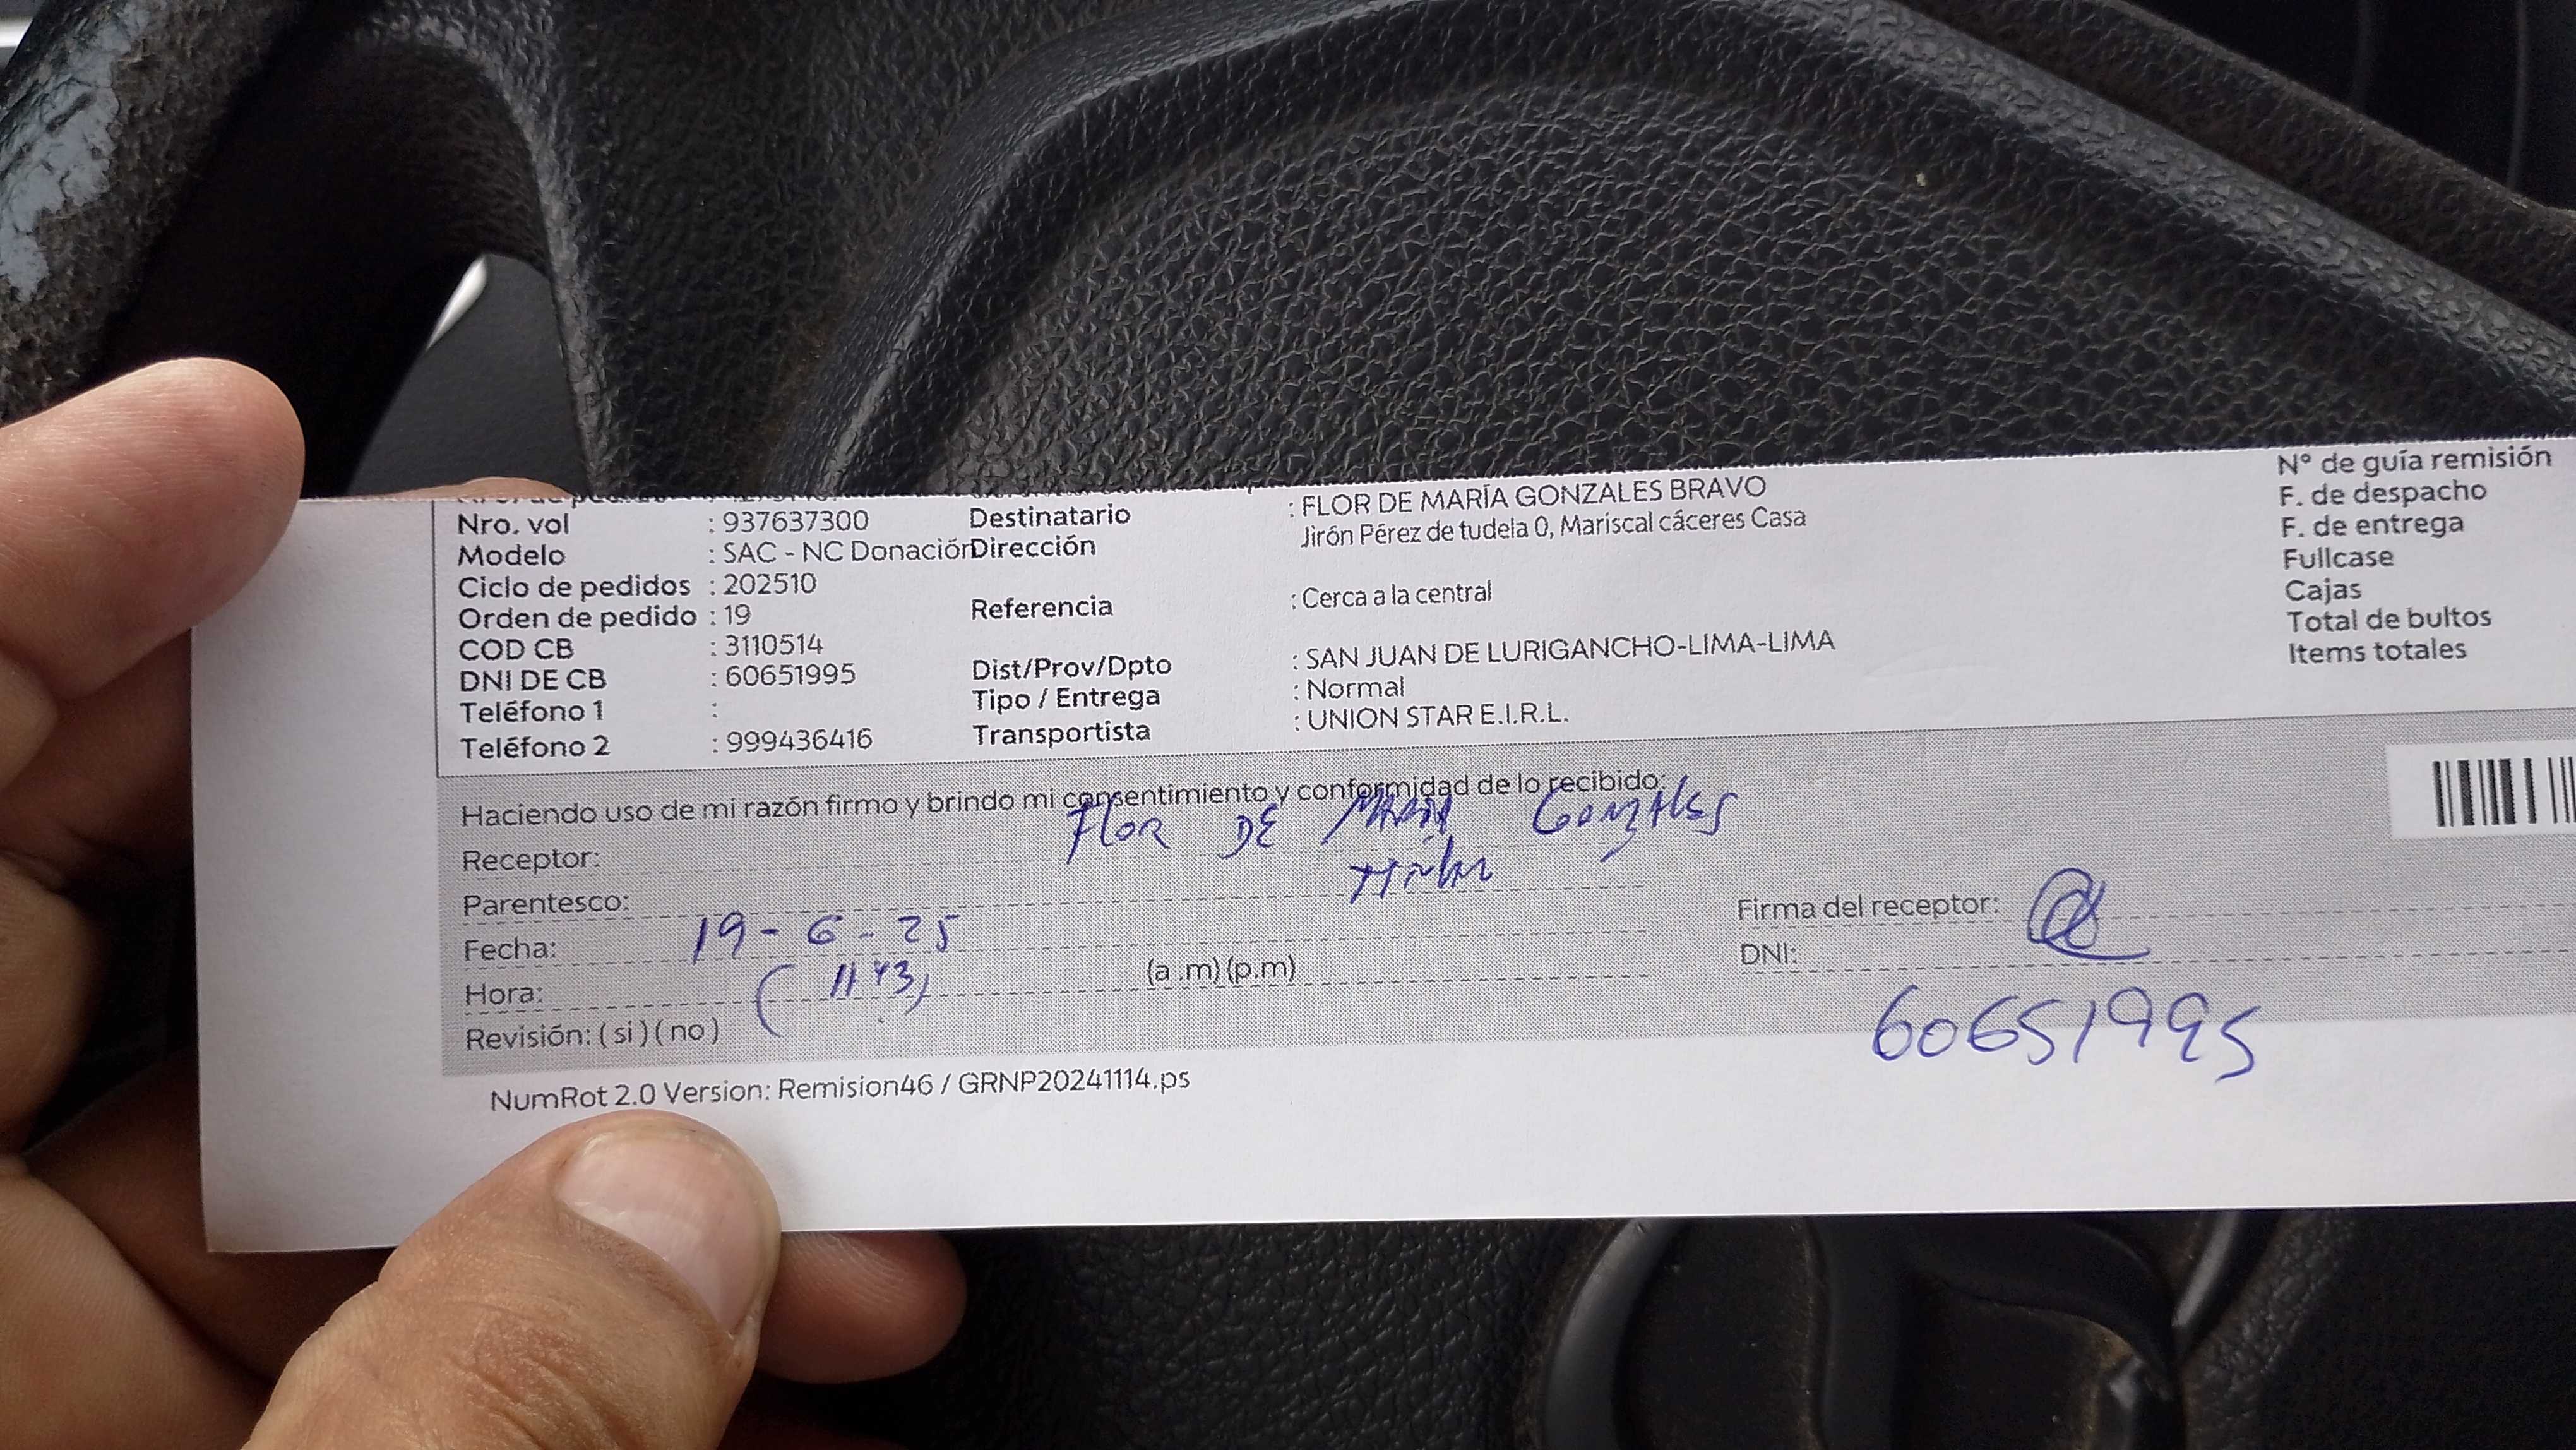 Nro. vol : 937637300
Modelo : SAC - NC Donación
Ciclo de pedidos : 202510
Orden de pedido : 19
COD CB : 3110514
DNI DE CB : 60651995
Teléfono 1 :
Teléfono 2 : 999436416
Destinatario : FLOR DE MARÍA GONZALES BRAVO
Dirección Jirón Pérez de tudela 0, Mariscal cáceres Casa
Referencia : Cerca a la central
Dist/Prov/Dpto : SAN JUAN DE LURIGANCHO-LIMA-LIMA
Tipo / Entrega : Normal
Transportista : UNION STAR E.I.R.L.
N° de guía remisión
F. de despacho
F. de entrega
Fullcase
Cajas
Total de bultos
Items totales
Haciendo uso de mi razón firmo y brindo mi consentimiento y conformidad de lo recibido:
Receptor: FLOR DE MARIA GONZALES
Parentesco:
Fecha: 19-6-25
Hora: (1143) (a .m) (p.m)
Revisión: ( si ) ( no )
Firma del receptor:
DNI:
60651995
NumRot 2.0 Version: Remision46 / GRNP20241114.ps